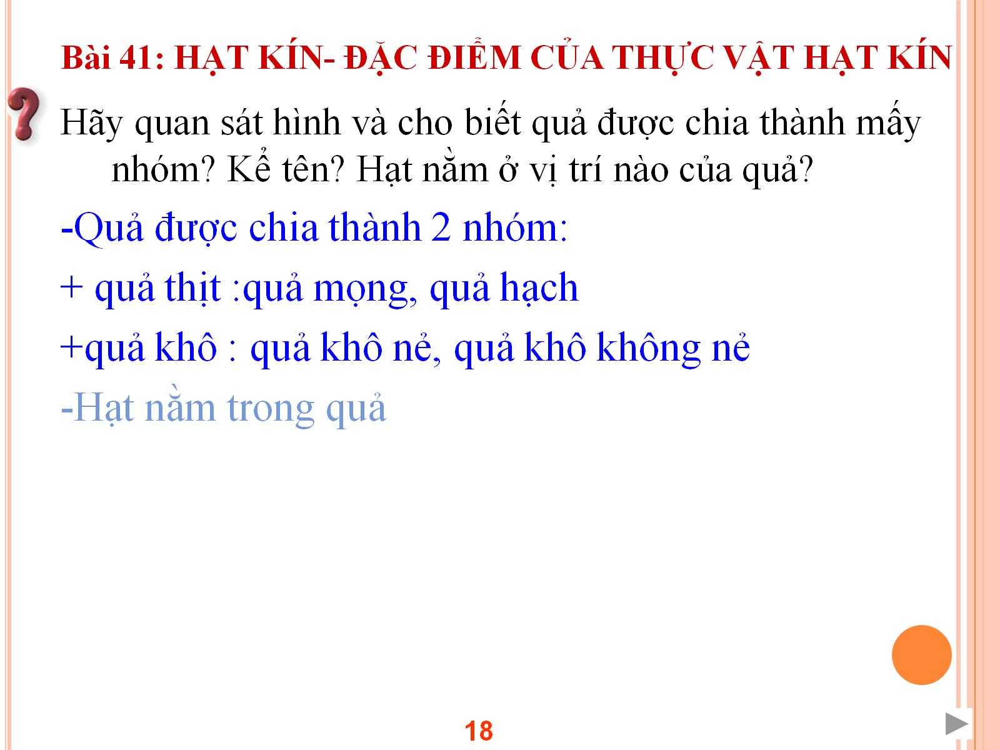 Bài 41: HẠT KÍN- ĐẶC ĐIỂM CỦA THỰC VẬT HẠT KÍN
Hãy quan sát hình và cho biết quả được chia thành mấy
nhóm? Kể tên? Hạt nằm ở vị trí nào của quả?
-Quả được chia thành 2 nhóm:
+ quả thịt :quả mọng, quả hạch
+quả khô : quả khô nẻ, quả khô không nẻ
-Hạt nằm trong quả
18